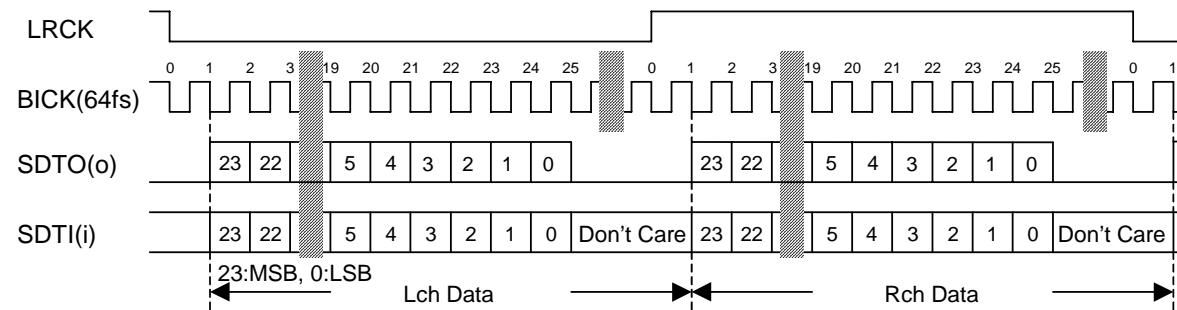 LRCK
0 1 2 3 19 20 21 22 23 24 25 0 1 2 3 19 20 21 22 23 24 25 0 1
BICK(64fs)
SDTO(o) 23 22 5 4 3 2 1 0 23 22 5 4 3 2 1 0
SDTI(i) 23 22 5 4 3 2 1 0 Don't Care 23 22 5 4 3 2 1 0 Don't Care
23:MSB, 0:LSB
Lch Data Rch Data